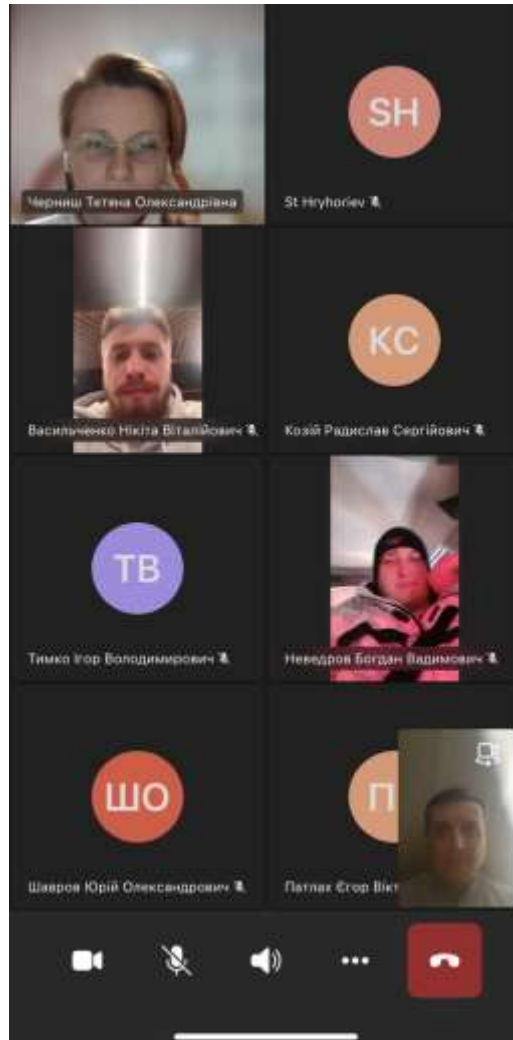 Черниш Тетяна Олександрівна
SH
St Hryhoriev
Васильченко Нікіта Віталійович
КС
Козій Радислав Сергійович
ТВ
Тимко Ігор Володимирович
Неведров Богдан Вадимович
ШО
Шавров Юрій Олександрович
П
Патлах Єгор Вікт